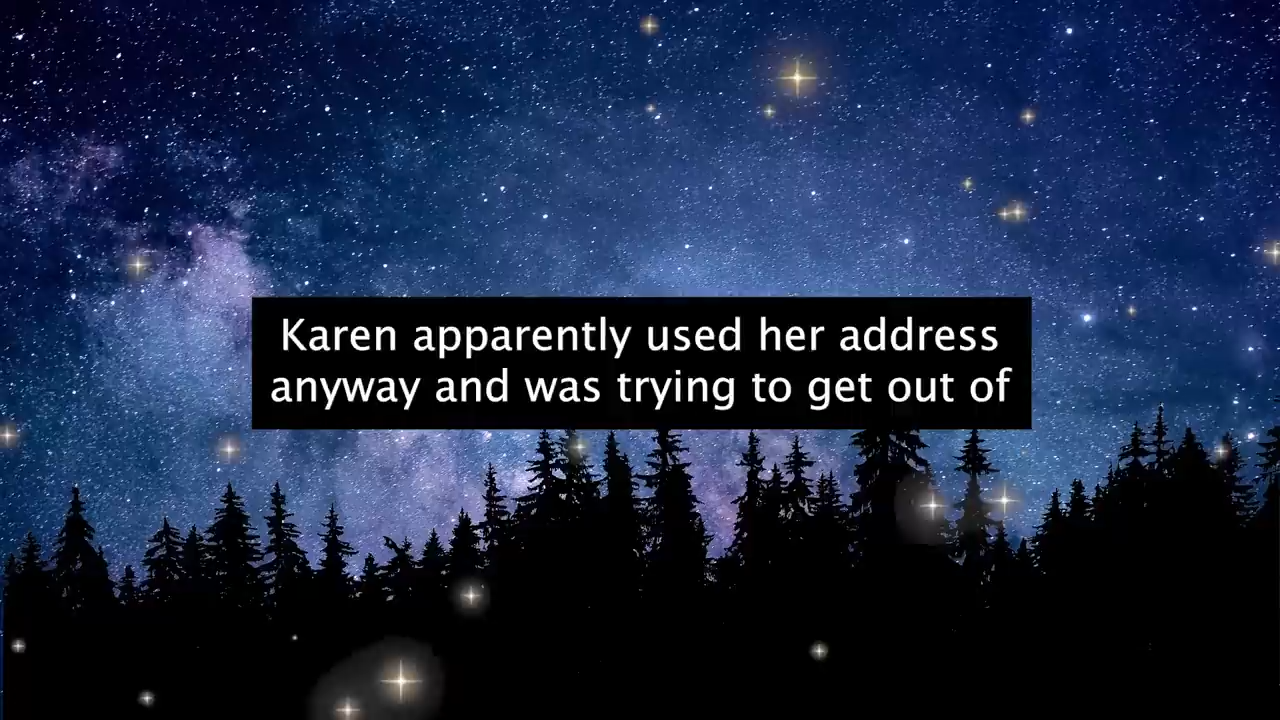 Karen apparently used her address
anyway and was trying to get out of